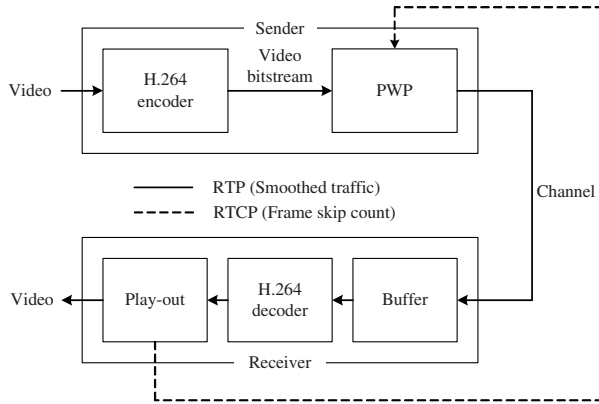 Sender
Video
H.264
encoder
Video
bitstream
PWP
RTP (Smoothed traffic)
RTCP (Frame skip count)
Channel
Video
Play-out
H.264
decoder
Buffer
Receiver